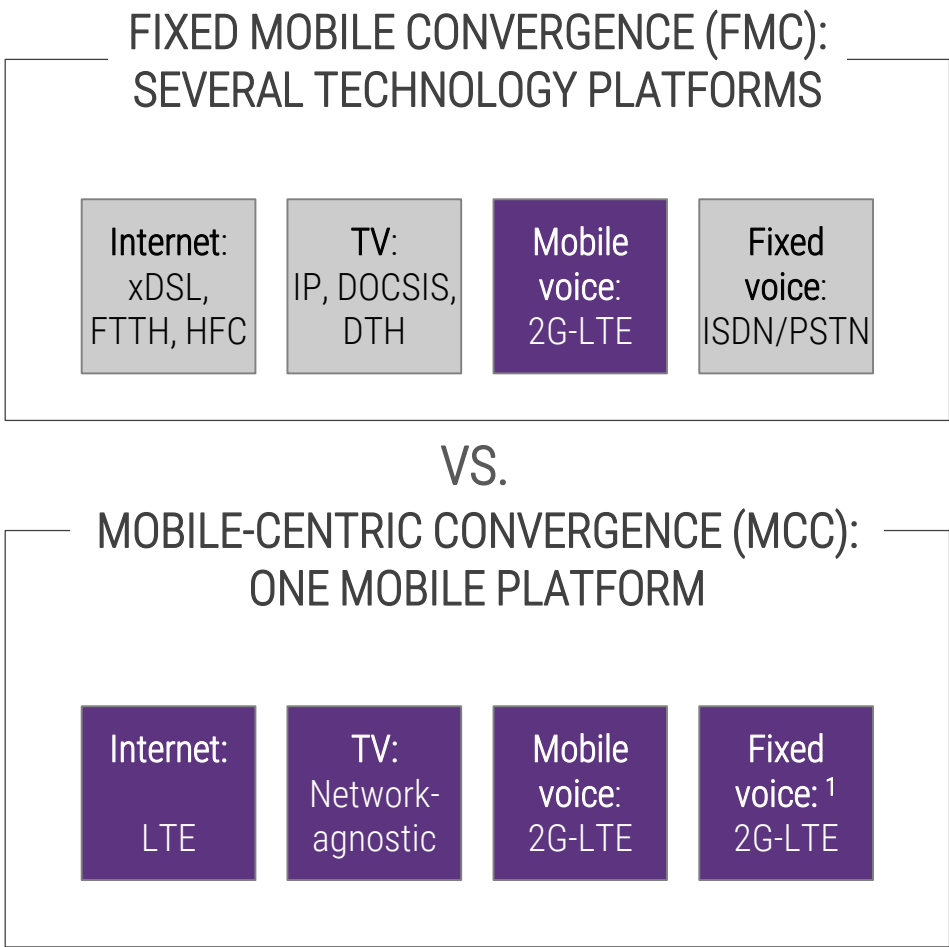 FIXED MOBILE CONVERGENCE (FMC):
SEVERAL TECHNOLOGY PLATFORMS
Internet:
xDSL,
FTTH, HFC
TV:
IP, DOCSIS,
DTH
Mobile
voice:
2G-LTE
Fixed
voice:
ISDN/PSTN
VS.
MOBILE-CENTRIC CONVERGENCE (MCC):
ONE MOBILE PLATFORM
Internet:
LTE
TV:
Network-
agnostic
Mobile
voice:
2G-LTE
Fixed
voice: 1
2G-LTE